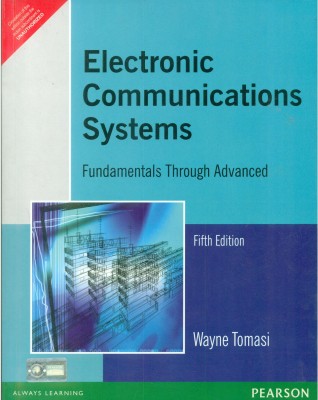 Electronic
Communications
Systems
Fundamentals Through Advanced
Fifth Edition
Wayne Tomasi
ALWAYS LEARNING
PEARSON